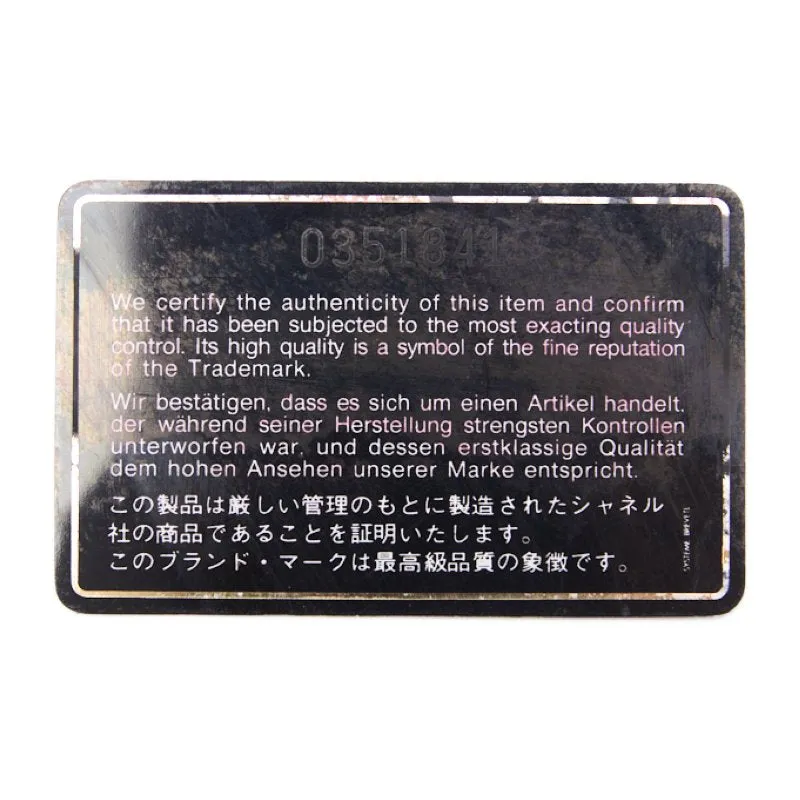 0351841
We certify the authenticity of this item and confirm
that it has been subjected to the most exacting quality
control. Its high quality is a symbol of the fine reputation
of the Trademark.
Wir bestätigen, dass es sich um einen Artikel handelt,
der während seiner Herstellung strengsten Kontrollen
unterworfen war, und dessen erstklassige Qualität
dem hohen Ansehen unserer Marke entspricht.
この製品は厳しい管理のもとに製造されたシャネル
社の商品であることを証明いたします。
このブランド・マークは最高級品質の象徴です。
SYSTEME BREVETE